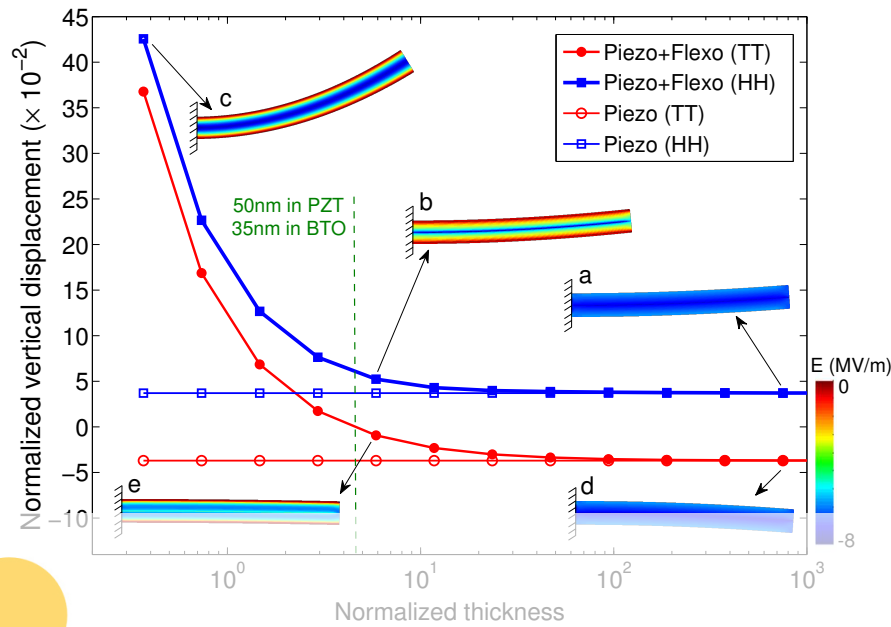 45
40
35
30
25
20
15
10
5
0
−5
−10
Normalized vertical displacement (× 10⁻²)
Piezo+Flexo (TT)
Piezo+Flexo (HH)
Piezo (TT)
Piezo (HH)
c
50nm in PZT
35nm in BTO
b
a
E (MV/m)
0
-8
e
d
10⁰ 10¹ 10² 10³
Normalized thickness